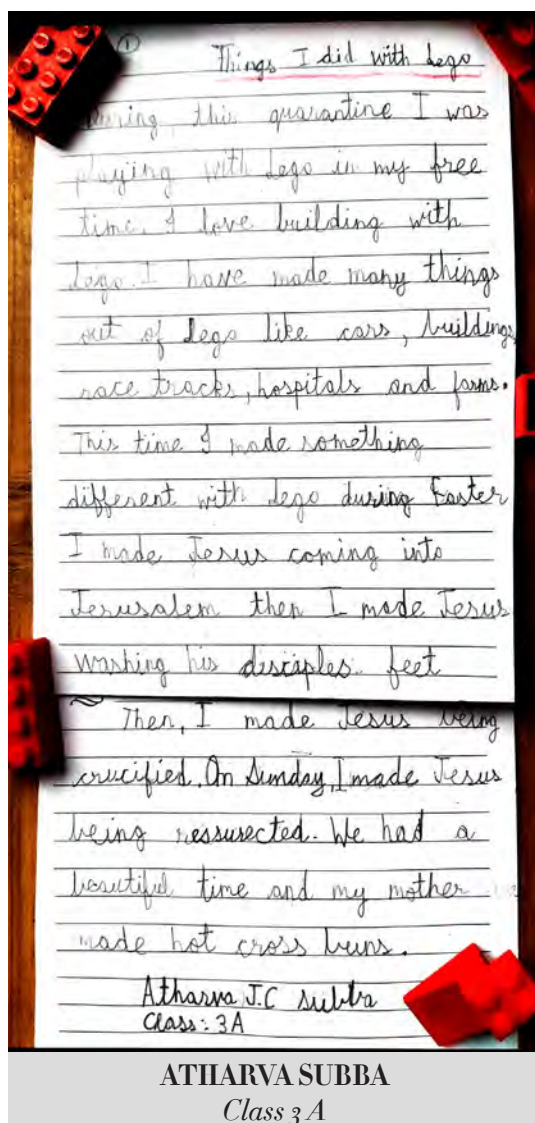 1
Things I did with Lego
During this quarantine I was
playing with Lego in my free
time. I love building with
Lego. I have made many things
out of Lego like cars, buildings,
race tracks, hospitals and farms.
This time I made something
different with Lego during Easter
I made Jesus coming into
Jerusalem then I made Jesus
washing his disciples feet
Then, I made Jesus being
crucified. On Sunday, I made Jesus
being ressurected. We had a
beautiful time and my mother
made hot cross buns.
Atharva J.C Subba
Class: 3A
ATHARVA SUBBA
Class 3 A